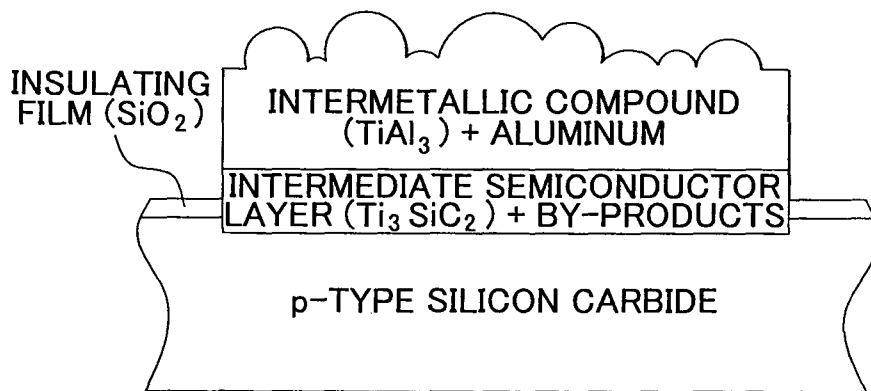 INSULATING
FILM (SiO₂)
INTERMETALLIC COMPOUND
(TiAl₃) + ALUMINUM
INTERMEDIATE SEMICONDUCTOR
LAYER (Ti₃SiC₂) + BY-PRODUCTS
p-TYPE SILICON CARBIDE